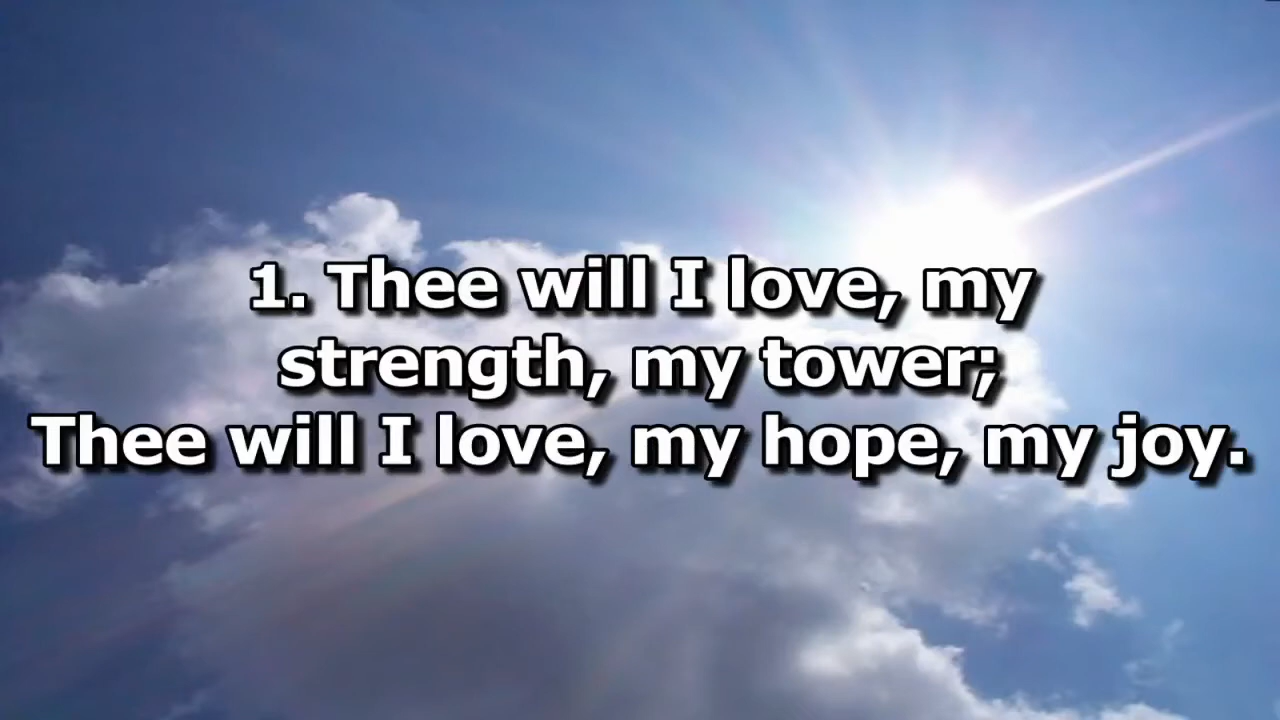 1. Thee will I love, my
strength, my tower;
Thee will I love, my hope, my joy.